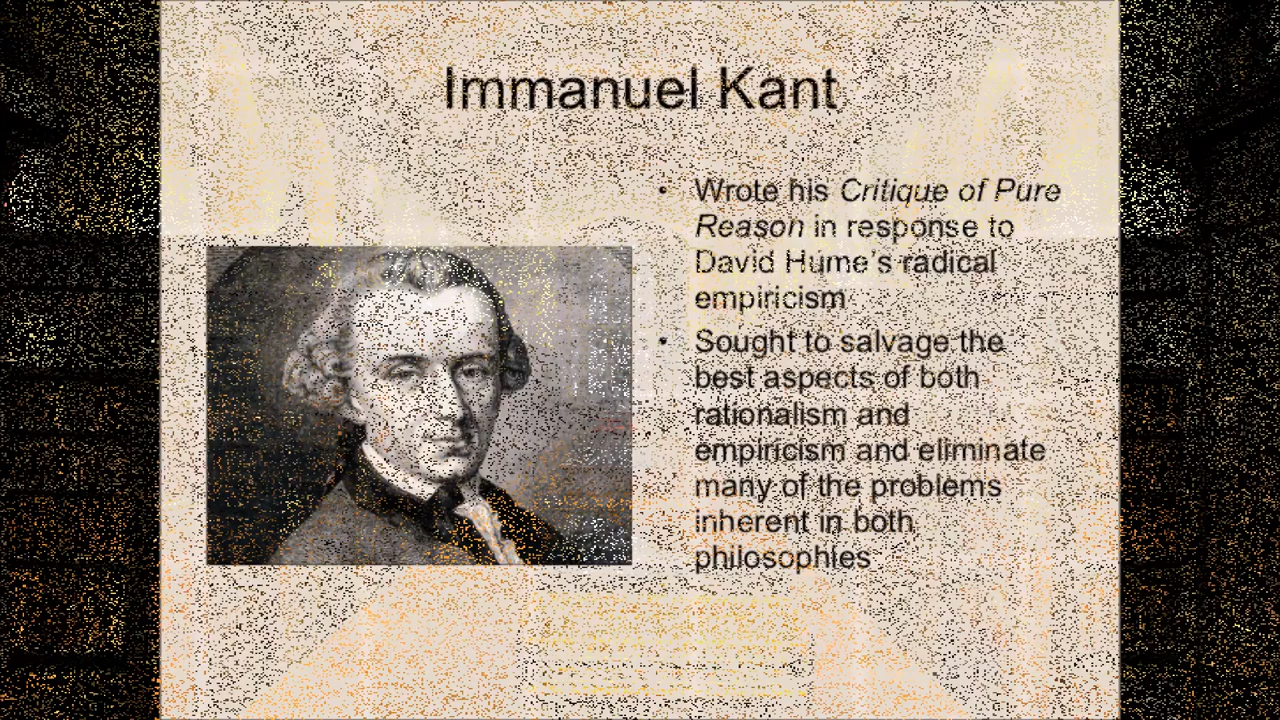 Immanuel Kant
• Wrote his Critique of Pure
Reason in response to
David Hume's radical
empiricism
• Sought to salvage the
best aspects of both
rationalism and
empiricism and eliminate
many of the problems
inherent in both
philosophies